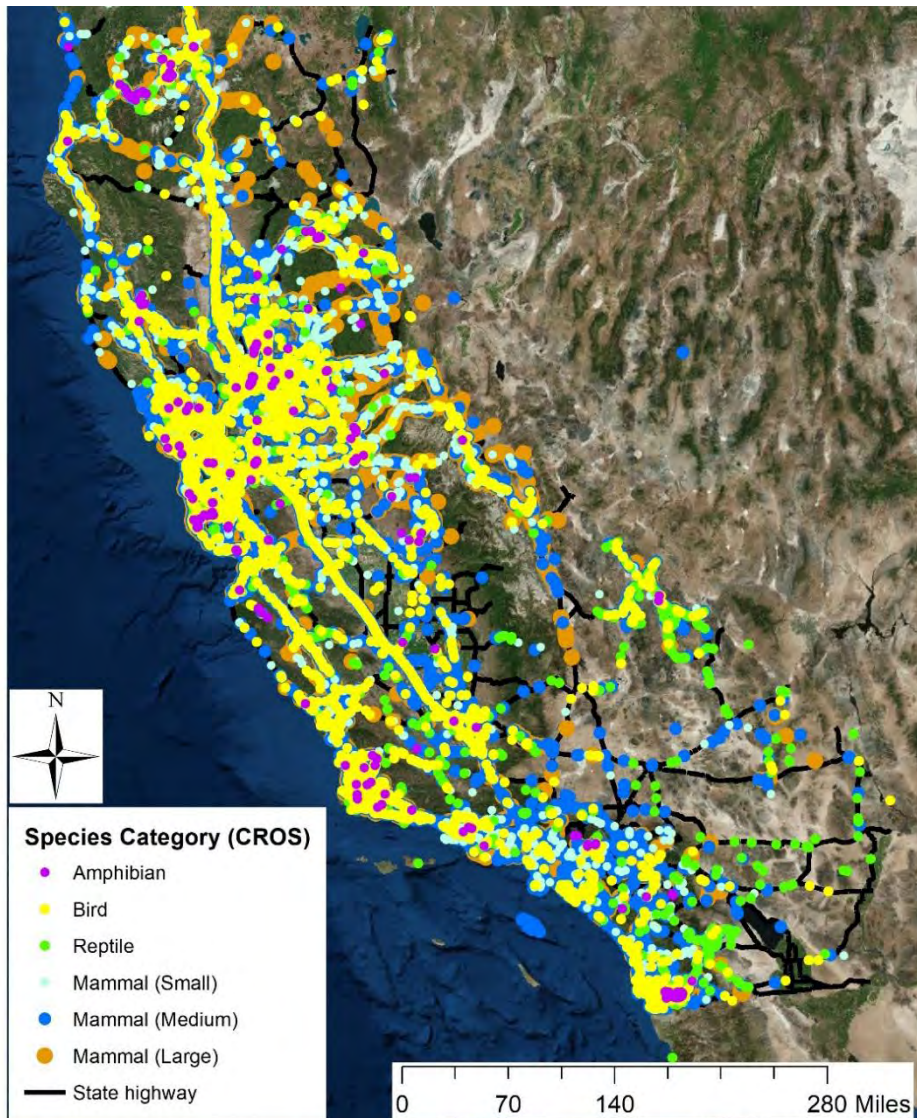 N
Species Category (CROS)
Amphibian
Bird
Reptile
Mammal (Small)
Mammal (Medium)
Mammal (Large)
State highway
0 70 140 280 Miles